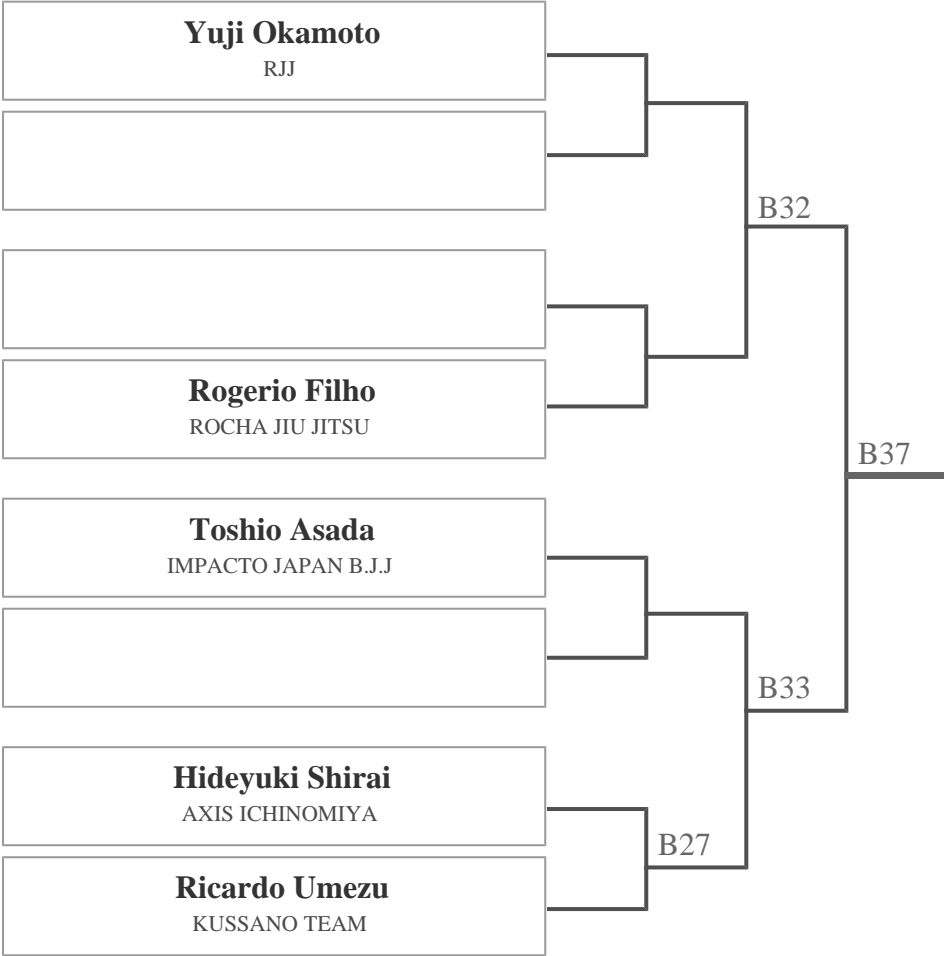 Yuji Okamoto
RJJ
B32
Rogerio Filho
ROCHA JIU JITSU
B37
Toshio Asada
IMPACTO JAPAN B.J.J
B33
Hideyuki Shirai
AXIS ICHINOMIYA
B27
Ricardo Umezu
KUSSANO TEAM